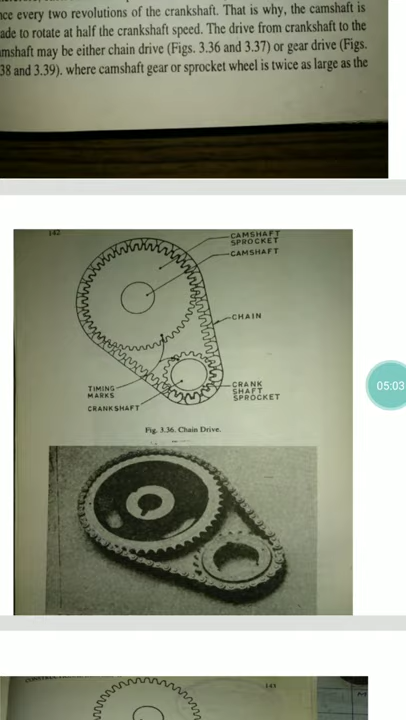 nce every two revolutions of the crankshaft. That is why, the camshaft is
ade to rotate at half the crankshaft speed. The drive from crankshaft to the
mshaft may be either chain drive (Figs. 3.36 and 3.37) or gear drive (Figs.
38 and 3.39). where camshaft gear or sprocket wheel is twice as large as the
142
CAMSHAFT
SPROCKET
CAMSHAFT
CHAIN
TIMING
MARKS
CRANK
SHAFT
SPROCKET
CRANKSHAFT
Fig. 3.36. Chain Drive.
05:03
143